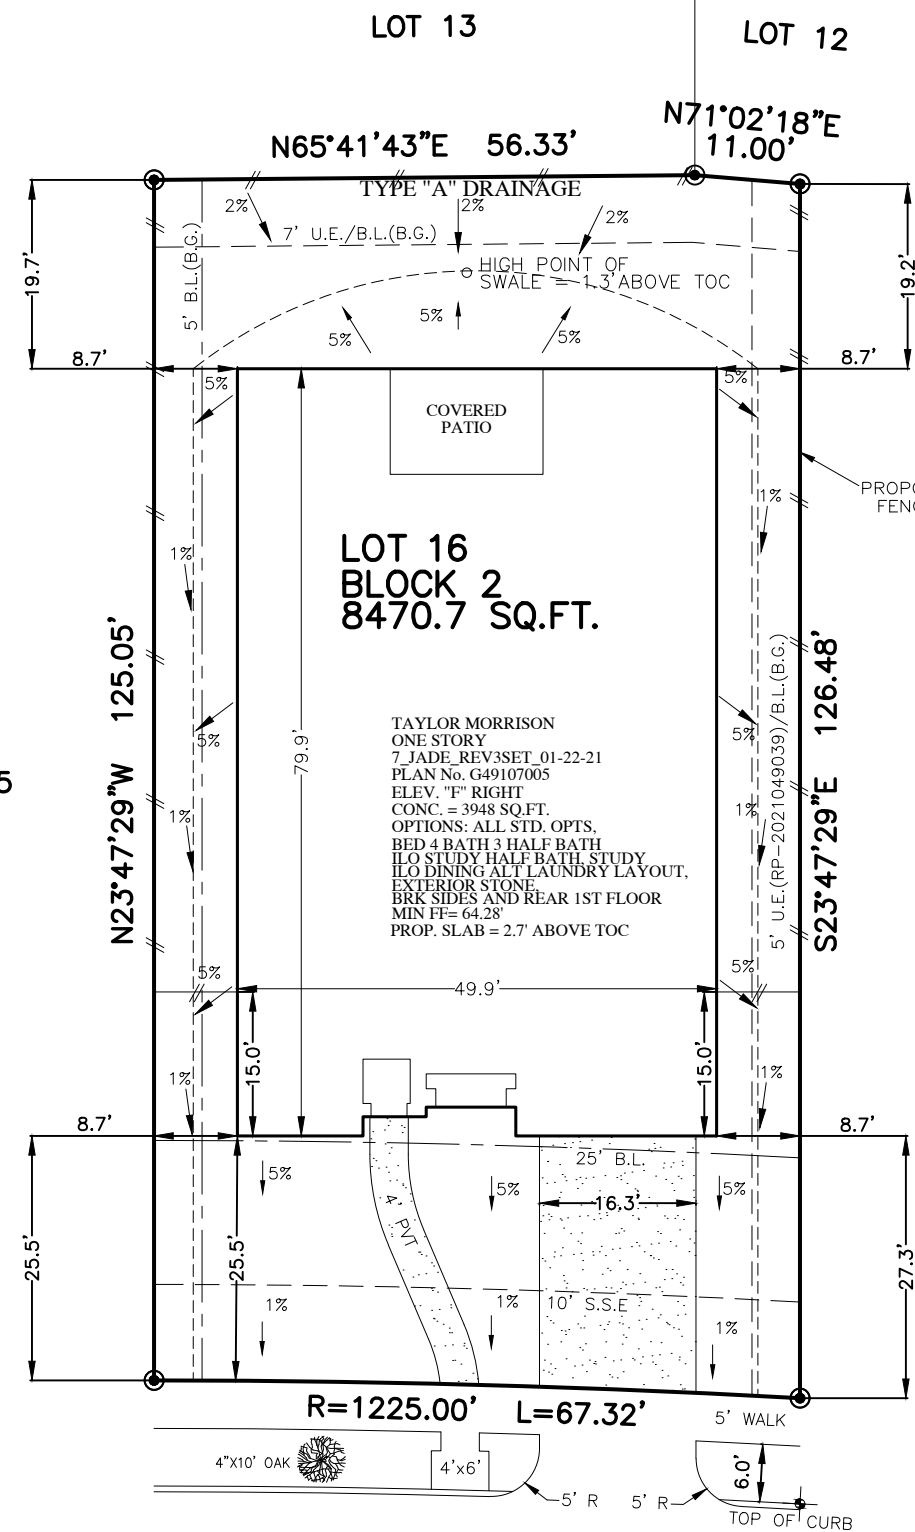 LOT 13
LOT 12
N71°02'18"E
11.00'
N65°41'43"E 56.33'
TYPE "A" DRAINAGE
2%
2%
2%
7' U.E./B.L.(B.G.)
5' B.L.(B.G.)
HIGH POINT OF
SWALE = 1.3'ABOVE TOC
19.7'
19.2'
5%
5%
5%
8.7'
8.7'
5%
5%
COVERED
PATIO
1%
1%
LOT 16
BLOCK 2
8470.7 SQ.FT.
N23°47'29"W 125.05'
S23°47'29"E 126.48'
5' U.E.(RP-2021049039)/B.L.(B.G.)
79.9'
TAYLOR MORRISON
ONE STORY
7_JADE_REV3SET_01-22-21
PLAN No. G49107005
ELEV. "F" RIGHT
CONC. = 3948 SQ.FT.
OPTIONS: ALL STD. OPTS,
BED 4 BATH 3 HALF BATH
ILO STUDY HALF BATH, STUDY
ILO DINING ALT LAUNDRY LAYOUT,
EXTERIOR STONE,
BRK SIDES AND REAR 1ST FLOOR
MIN FF= 64.28'
PROP. SLAB = 2.7' ABOVE TOC
5%
5%
5
1%
1%
5%
5%
49.9'
15.0'
15.0'
1%
1%
8.7'
8.7'
25' B.L.
5%
5%
5%
16.3'
4' PVT
25.5'
25.5'
27.3'
1%
1%
10' S.S.E
1%
R=1225.00' L=67.32'
5' WALK
4"X10' OAK
4'x6'
6.0'
5' R
5' R
TOP OF CURB